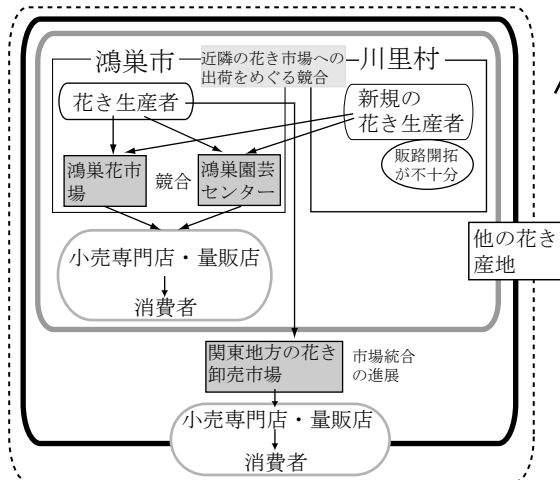 鴻巣市
近隣の花き市場への
出荷をめぐる競合
川里村
花き生産者
新規の
花き生産者
販路開拓
が不十分
鴻巣花市
場
競合
鴻巣園芸
センター
小売専門店・量販店
消費者
他の花き
産地
関東地方の花き
卸売市場
市場統合
の進展
小売専門店・量販店
消費者